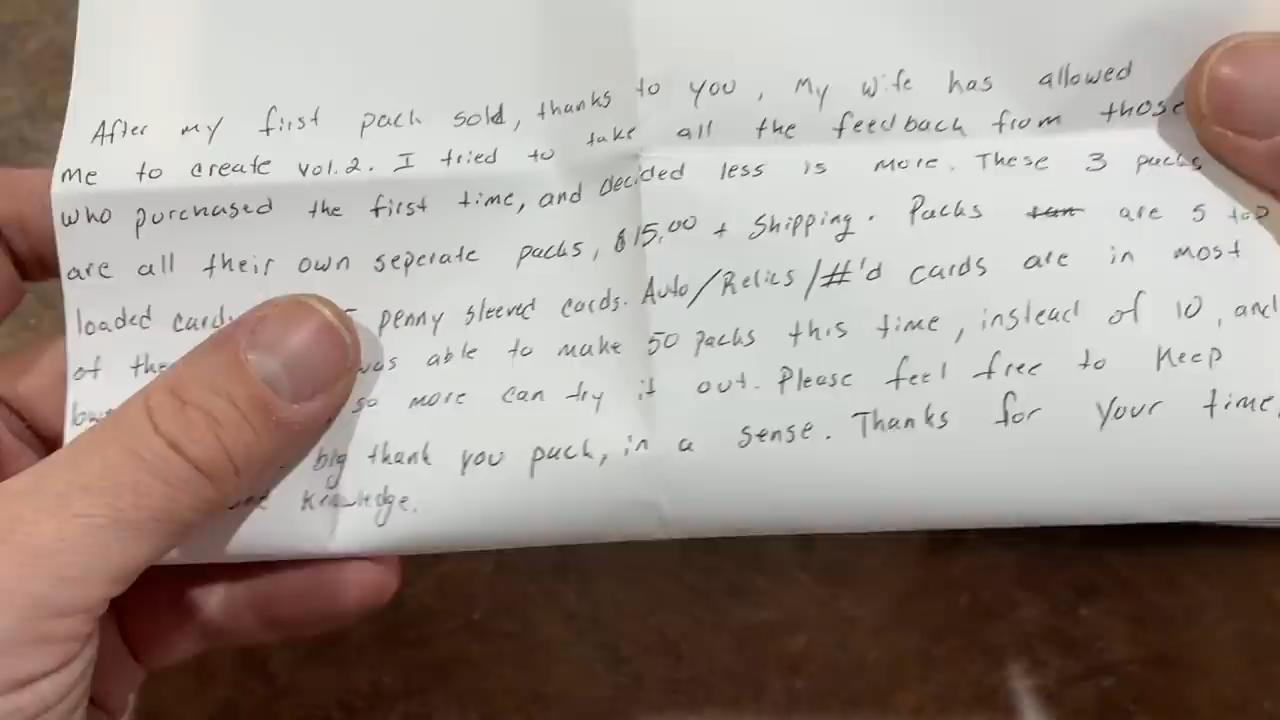 After my first pack sold, thanks to you, My wife has allowed
me to create vol.2. I tried to take all the feedback from those
who purchased the first time, and decided less is more. These 3 packs
are all their own seperate packs, $15.00 + Shipping. Packs are 5 top
loaded penny sleeved cards. Auto/Relics/#'d cards are in most
of was able to make 50 packs this time, instead of 10, and
so more can try it out. Please feel free to Keep
big thank you pack, in a sense. Thanks for your time
Knowledge.